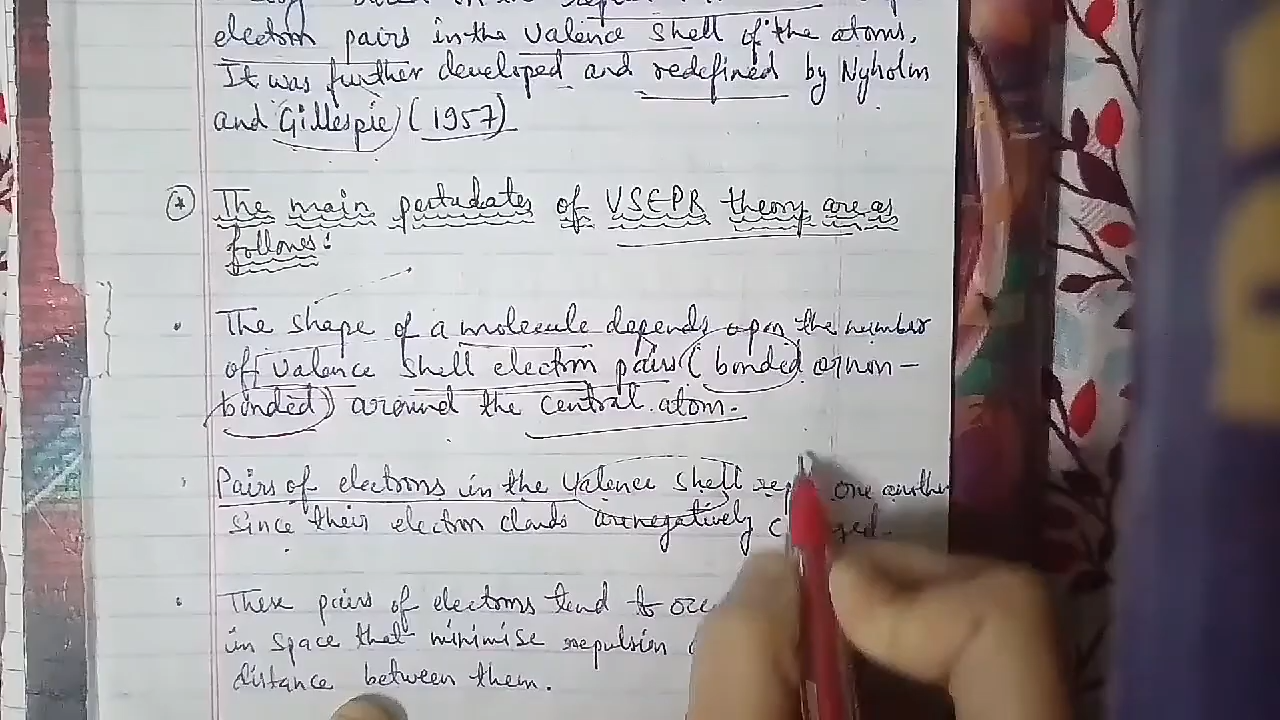 electron pairs in the valence shell of the atoms.
It was further developed and redefined by Nyholm
and Gillespie (1957)
The main postulates of VSEPR theory are as
follows:
The shape of a molecule depends upon the number
of valence shell electron pairs (bonded or non-
bonded) around the central atom.
Pairs of electrons in the valence shell one another
since their electron clouds are negatively
These pairs of electrons tend to
in space that minimise repulsion
distance between them.